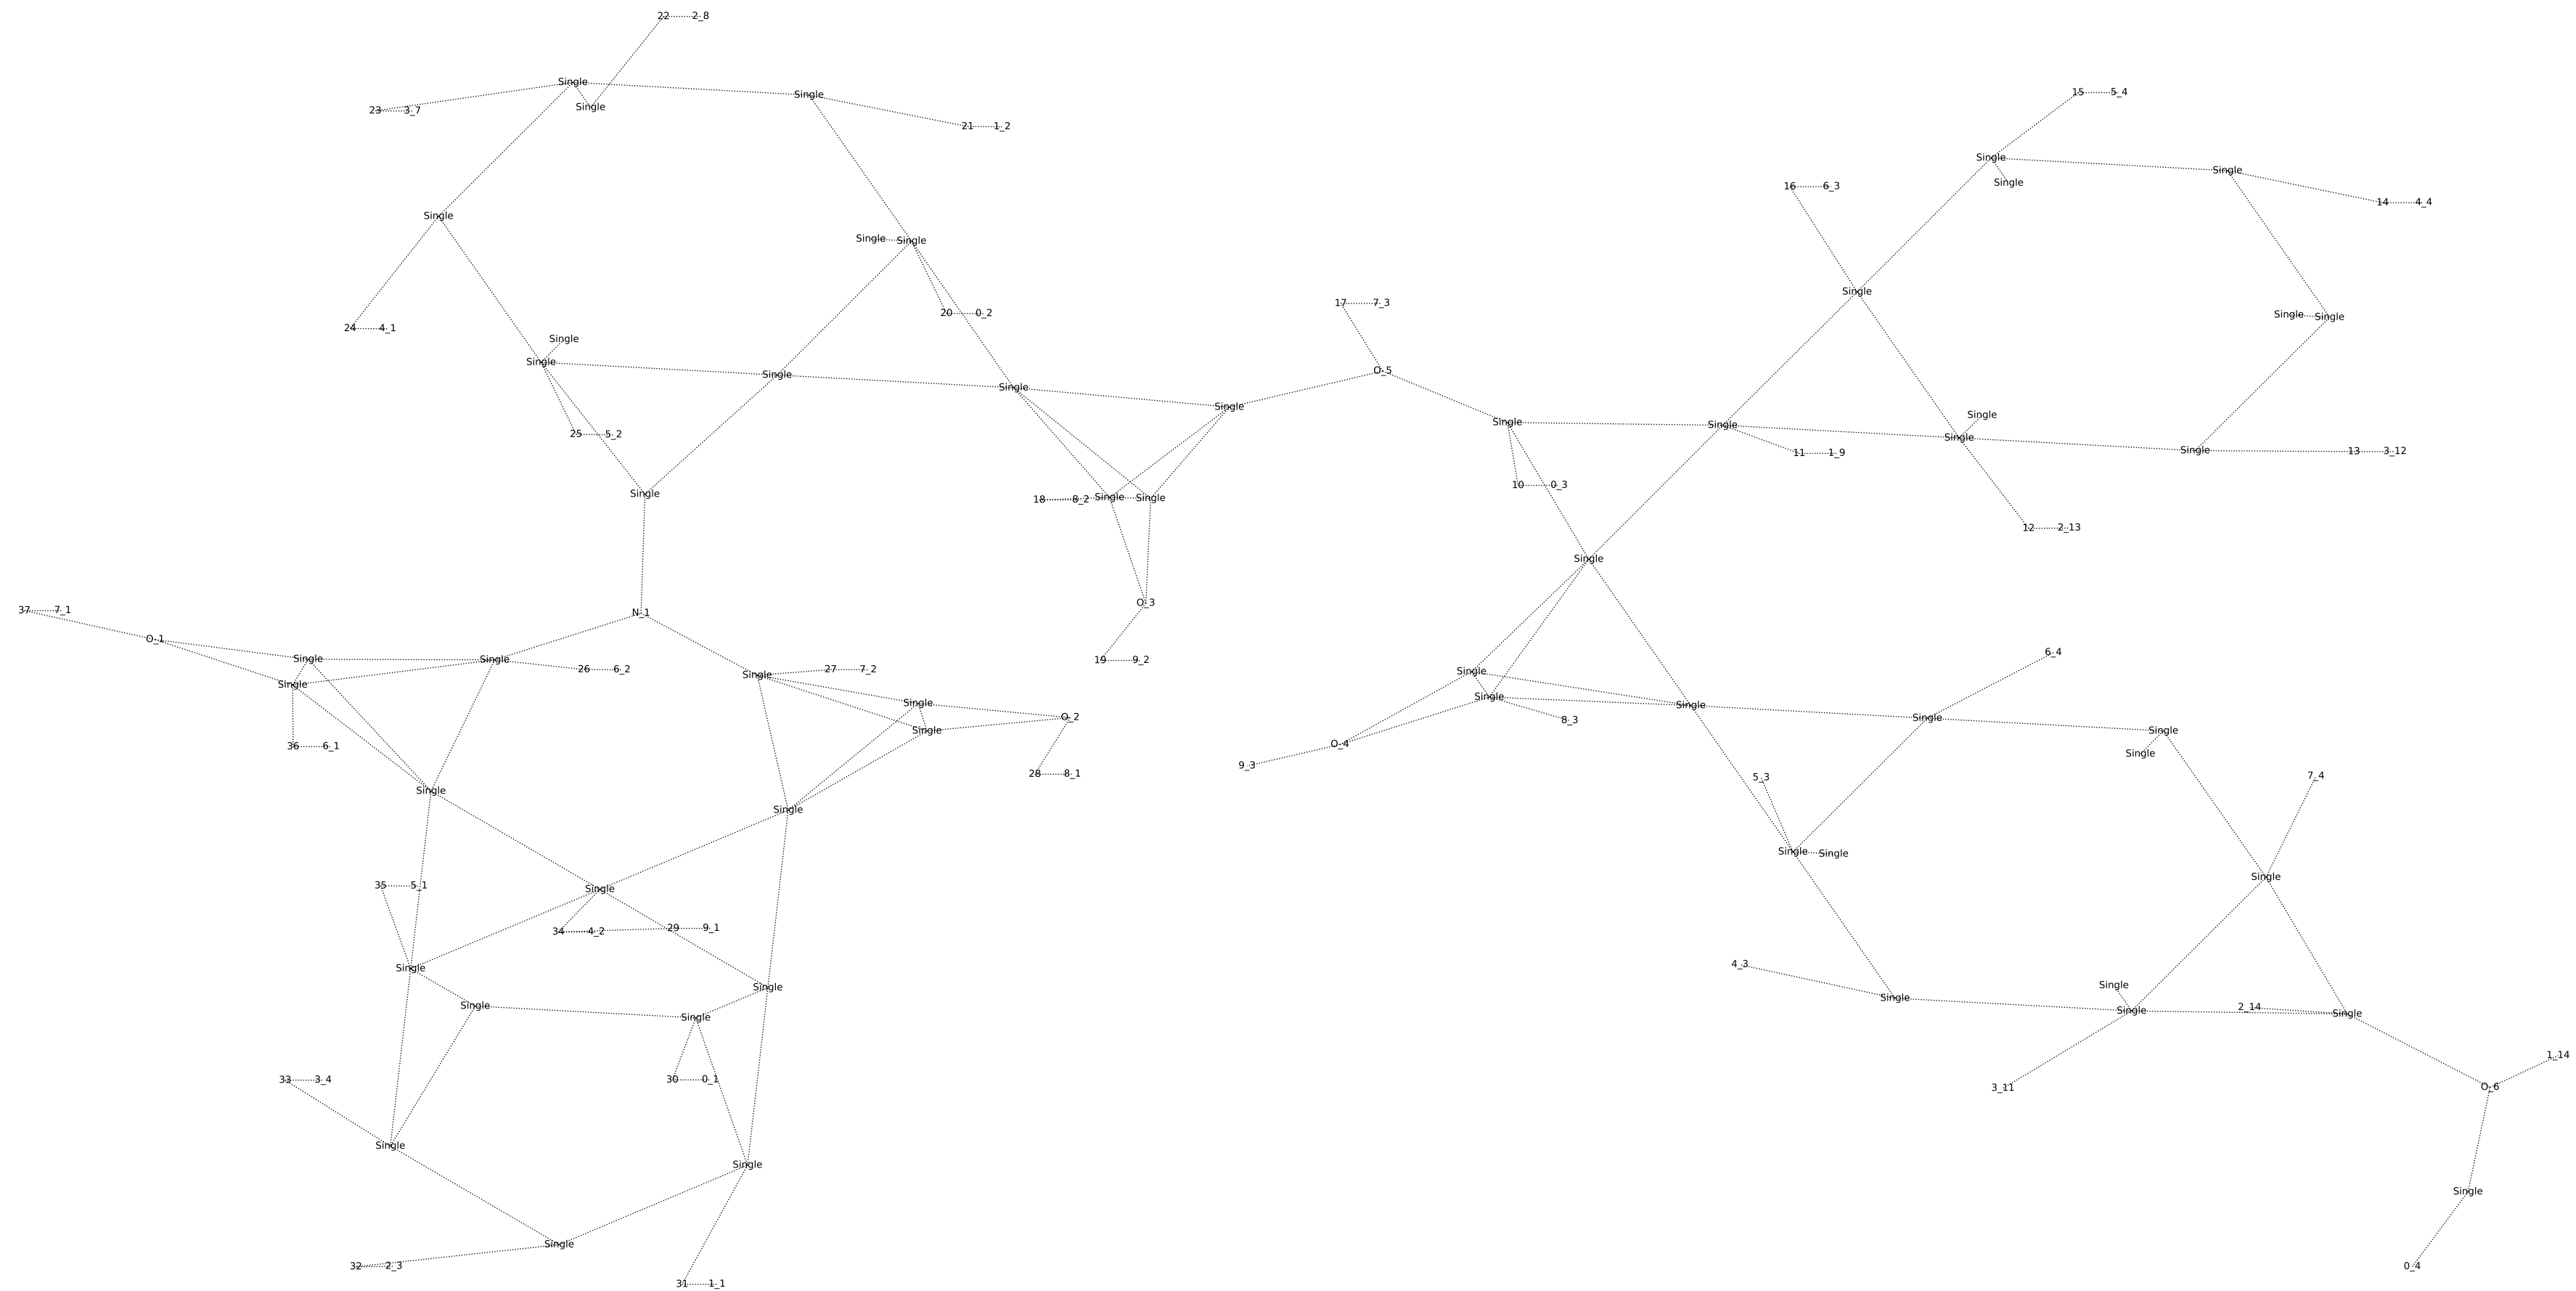 22 2_8
Single
15 5_4
Single
Single
23 3_7
21 1_2
Single
Single
Single
16 6_3
14 4_4
Single
Single Single
Single
17 7_3
20 0_2
Single Single
24 4_1
Single
Single
O_5
Single
Single
Single
Single
Single
Single
25 5_2
Single
Single
13 3_12
11 1_9
10 0_3
Single
18 8_2 Single Single
12 2_13
Single
O_3
37 7_1
N_1
O_1
6_4
Single
Single
19 9_2
26 6_2
27 7_2
Single
Single
Single
Single
Single
Single
O_2
Single
8_3
Single
Single
O_4
Single
9_3
36 6_1
28 8_1
7_4
5_3
Single
Single
Single Single
Single
35 5_1
Single
29 9_1
34 4_2
4_3
Single
Single
Single
Single
Single
2_14
Single
Single
Single
1_14
33 3_4
30 0_1
3_11
O_6
Single
Single
Single
Single
32 2_3
0_4
31 1_1